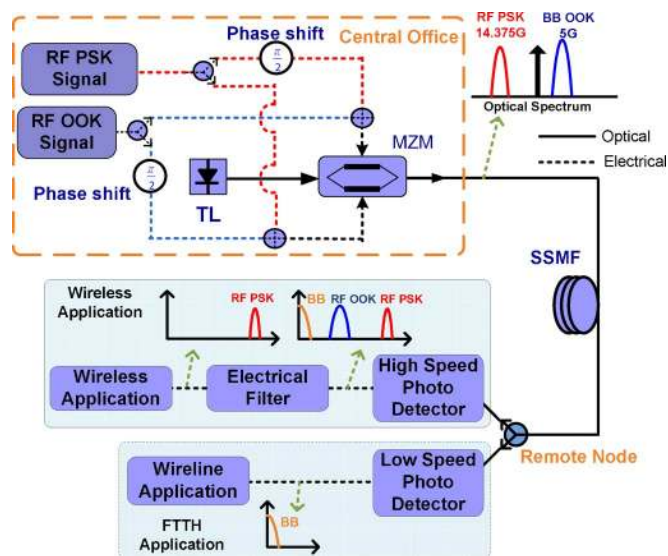 RF PSK
Signal
RF OOK
Signal
Phase shift
π/2
Phase shift
π/2
Central Office
MZM
TL
RF PSK
14.375G
BB OOK
5G
Optical Spectrum
Optical
Electrical
SSMF
Wireless
Application
RF PSK
BB
RF OOK
RF PSK
Wireless
Application
Electrical
Filter
High Speed
Photo
Detector
Remote Node
Wireline
Application
Low Speed
Photo
Detector
BB
FTTH
Application